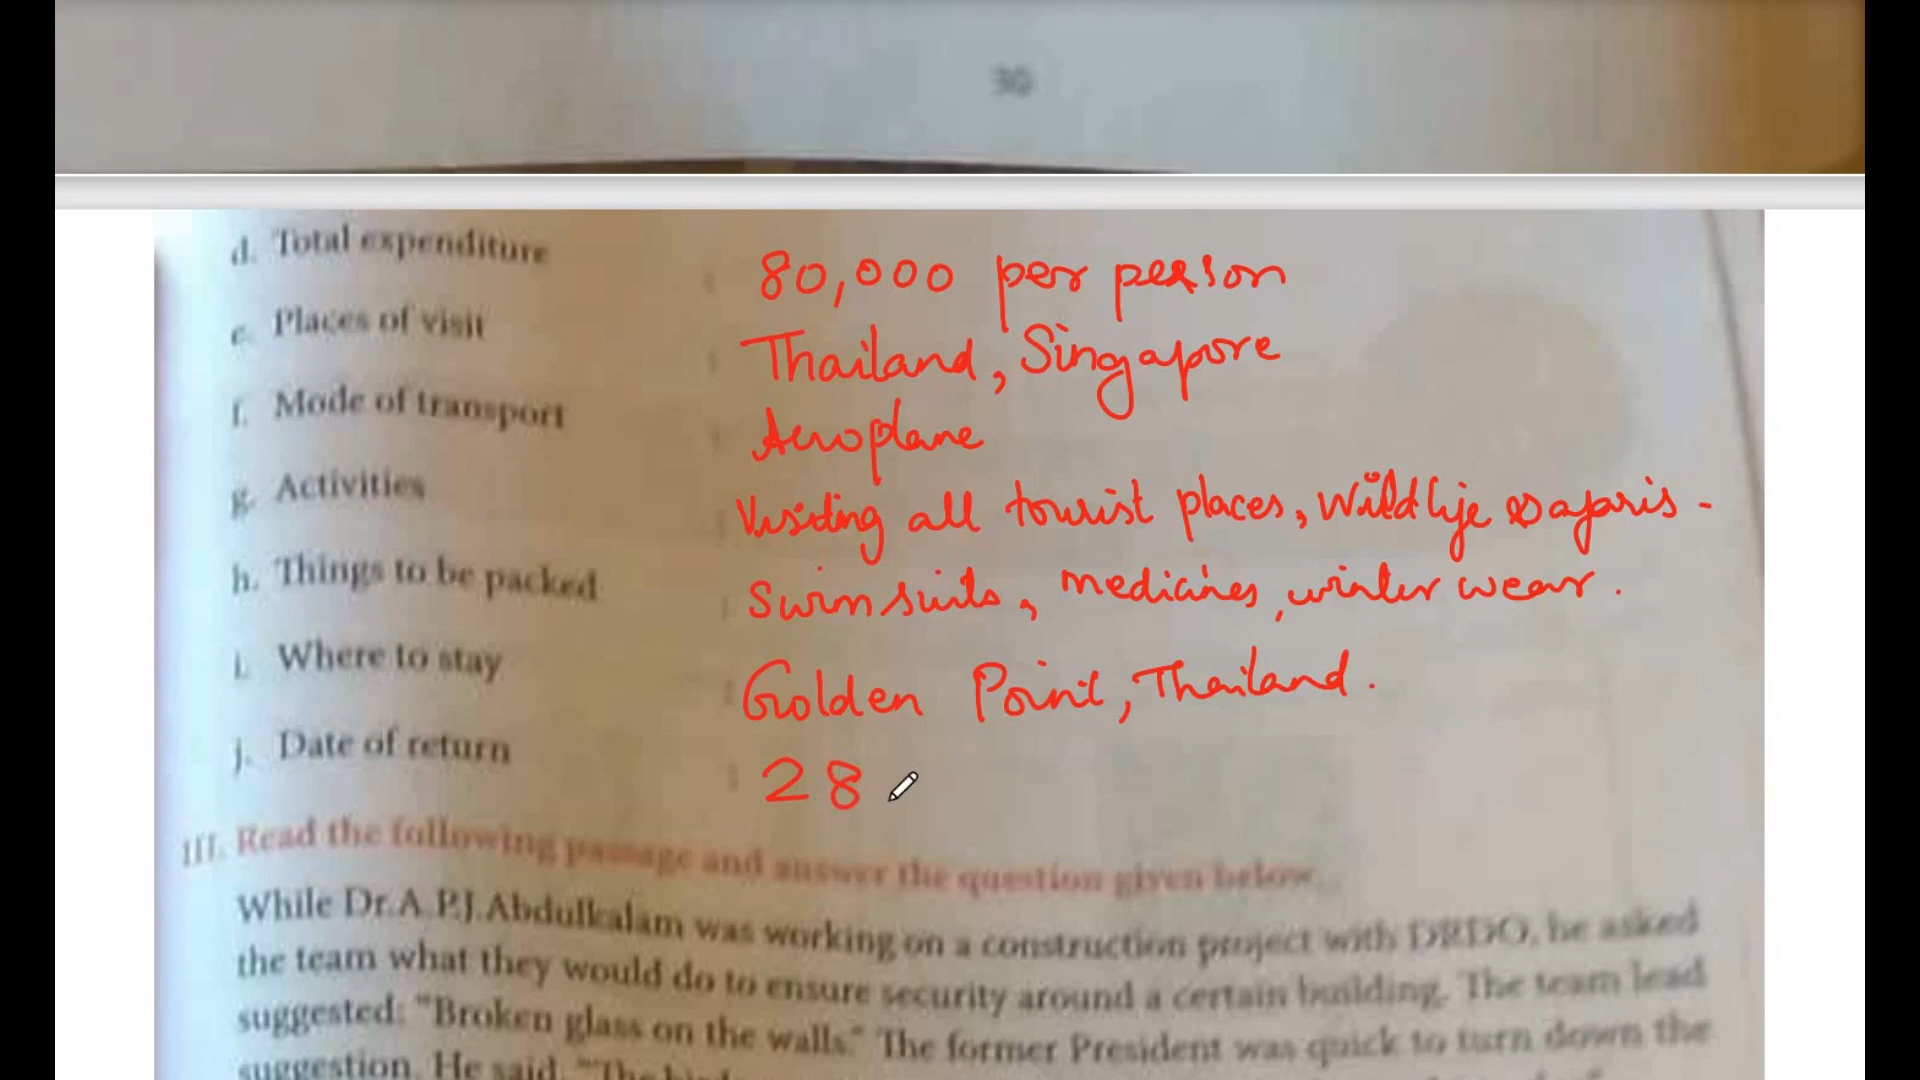 30
d. Total expenditure : 80,000 per person
e. Places of visit : Thailand, Singapore
f. Mode of transport : Aeroplane
g. Activities : Visiting all tourist places, Wildlife safaris -
h. Things to be packed : Swim suits, medicines, winter wear.
i. Where to stay : Golden Point, Thailand.
j. Date of return : 28
III. Read the following passage and answer the question given below.
While Dr.A.P.J.Abdulkalam was working on a construction project with DRDO, he asked
the team what they would do to ensure security around a certain building. The team lead
suggested: "Broken glass on the walls." The former President was quick to turn down the
suggestion. He said, "The